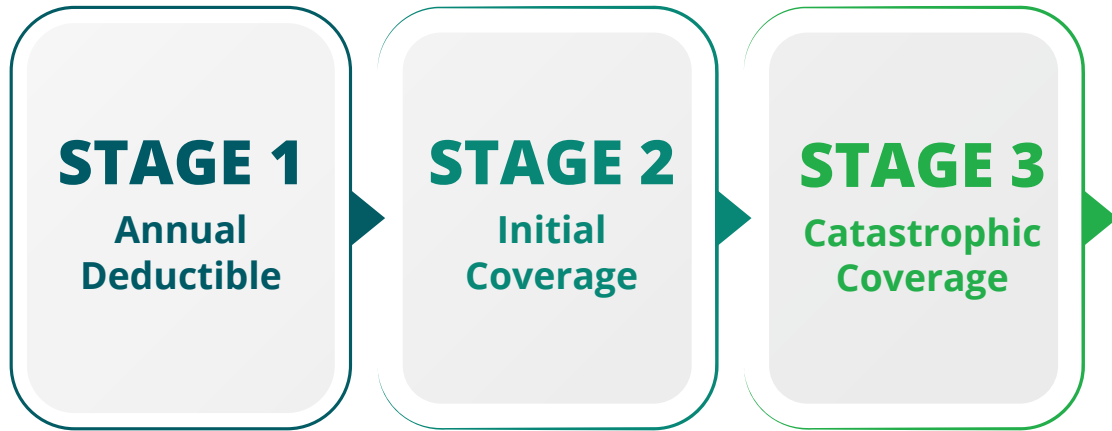 STAGE 1
Annual
Deductible
STAGE 2
Initial
Coverage
STAGE 3
Catastrophic
Coverage